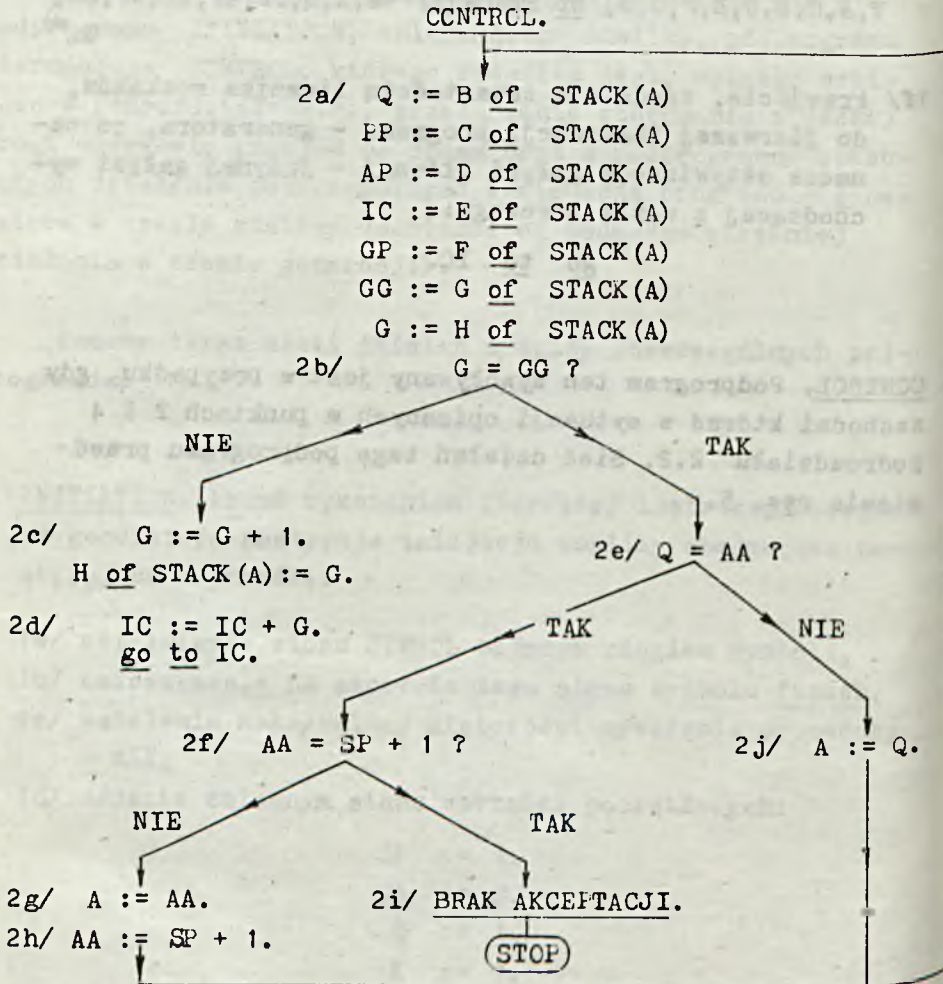 CONTROL.
2a/ Q := B of STACK(A)
PP := C of STACK(A)
AP := D of STACK(A)
IC := E of STACK(A)
GP := F of STACK(A)
GG := G of STACK(A)
G := H of STACK(A)
2b/ G = GG ?
NIE TAK
2c/ G := G + 1.
H of STACK(A) := G.
2e/ Q = AA ?
2d/ IC := IC + G.
go to IC.
TAK NIE
2f/ AA = SP + 1 ?
2j/ A := Q.
NIE TAK
2g/ A := AA.
2i/ BRAK AKCEPTACJI.
2h/ AA := SP + 1.
STOP